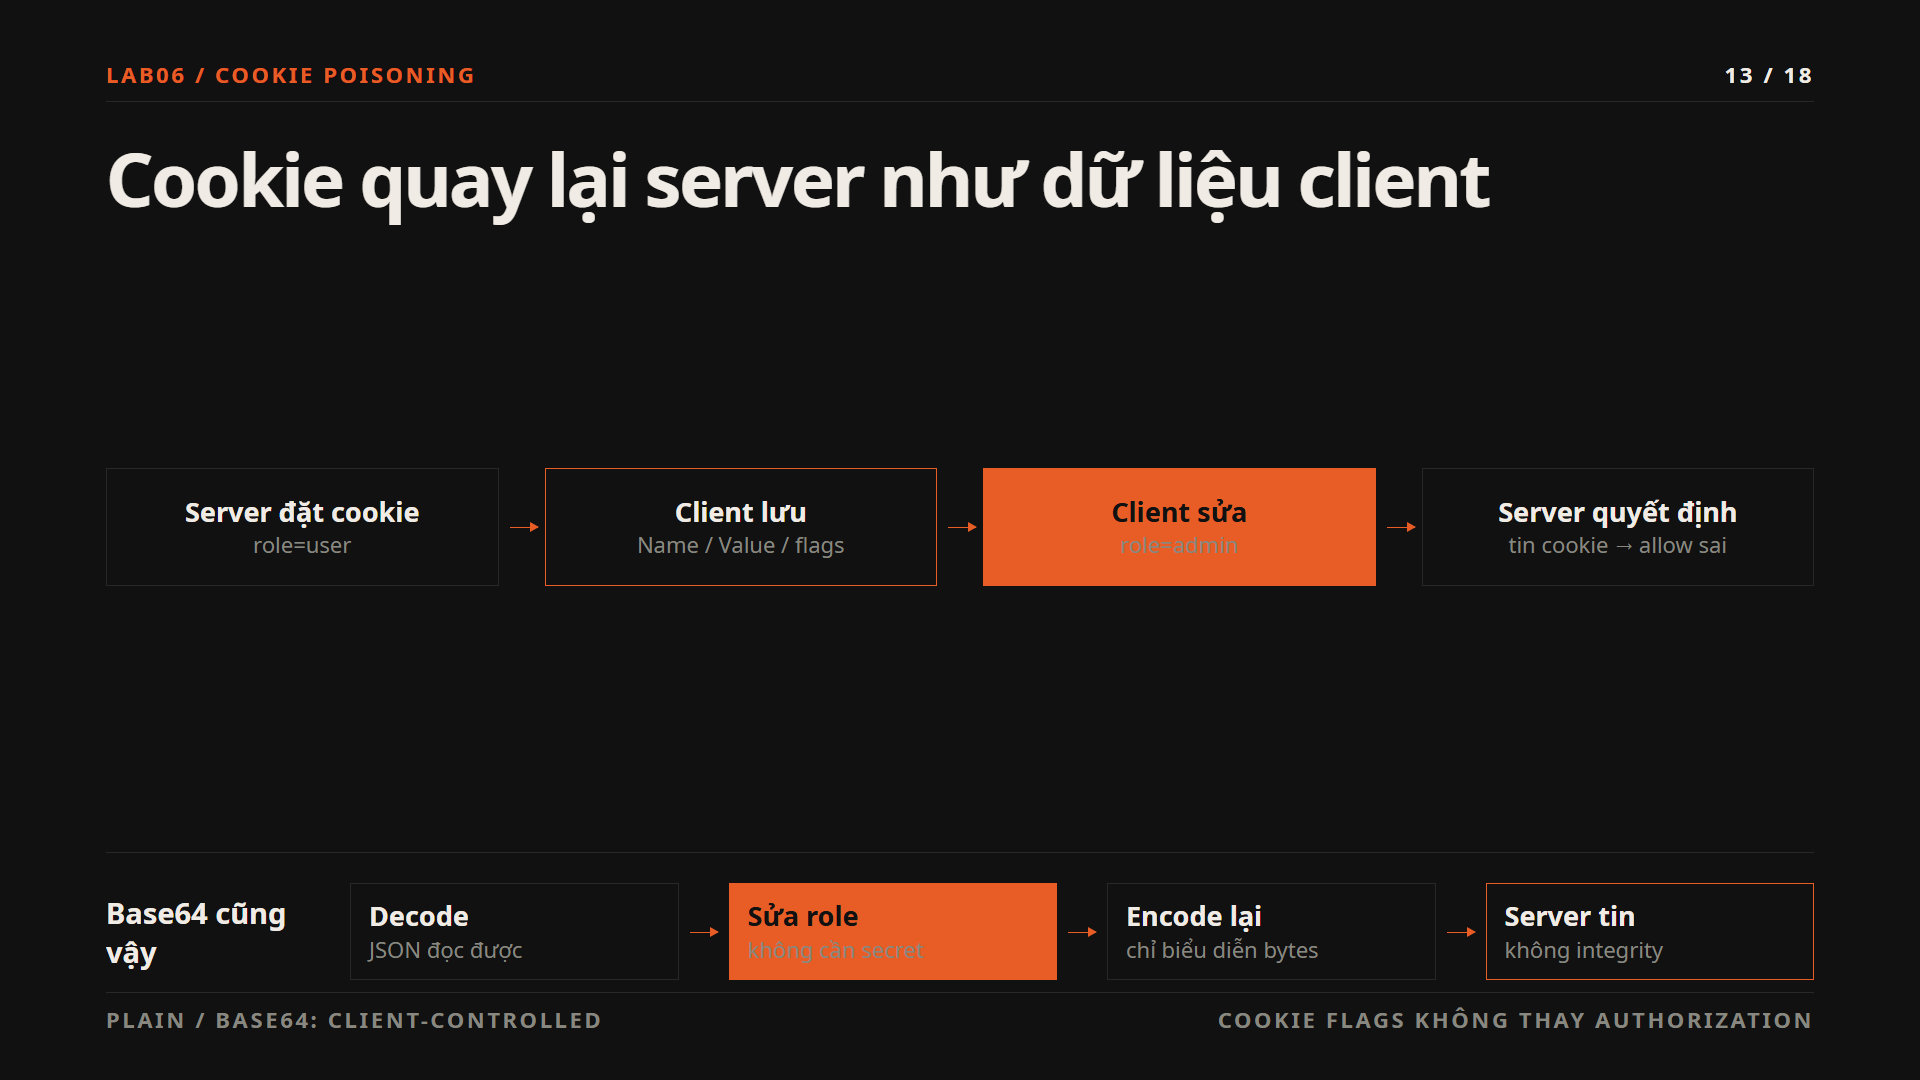 LAB06 / COOKIE POISONING
13 / 18
Cookie quay lại server như dữ liệu client
Server đặt cookie
role=user
Client lưu
Name / Value / flags
Client sửa
role=admin
Server quyết định
tin cookie → allow sai
Base64 cũng
vậy
Decode
JSON đọc được
Sửa role
không cần secret
Encode lại
chỉ biểu diễn bytes
Server tin
không integrity
PLAIN / BASE64: CLIENT-CONTROLLED
COOKIE FLAGS KHÔNG THAY AUTHORIZATION